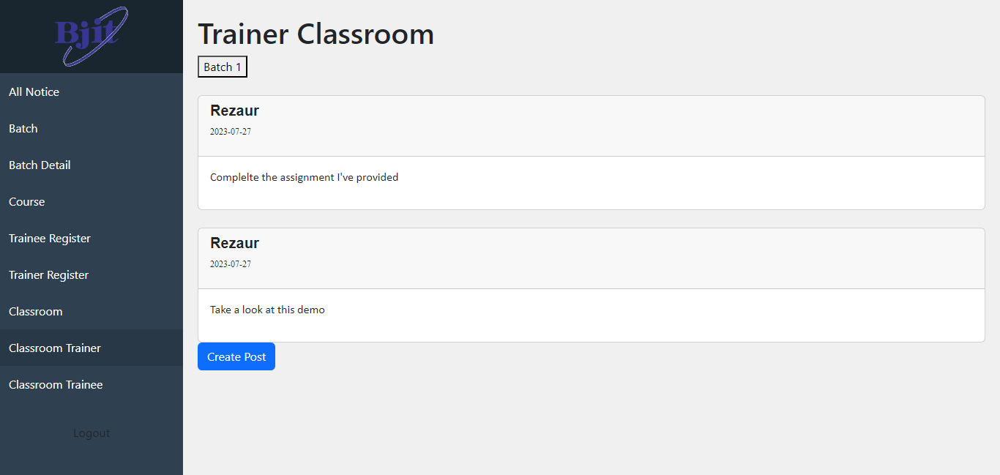 Bjit
All Notice
Batch
Batch Detail
Course
Trainee Register
Trainer Register
Classroom
Classroom Trainer
Classroom Trainee
Logout
Trainer Classroom
Batch 1
Rezaur
2023-07-27
Complelte the assignment I've provided
Rezaur
2023-07-27
Take a look at this demo
Create Post